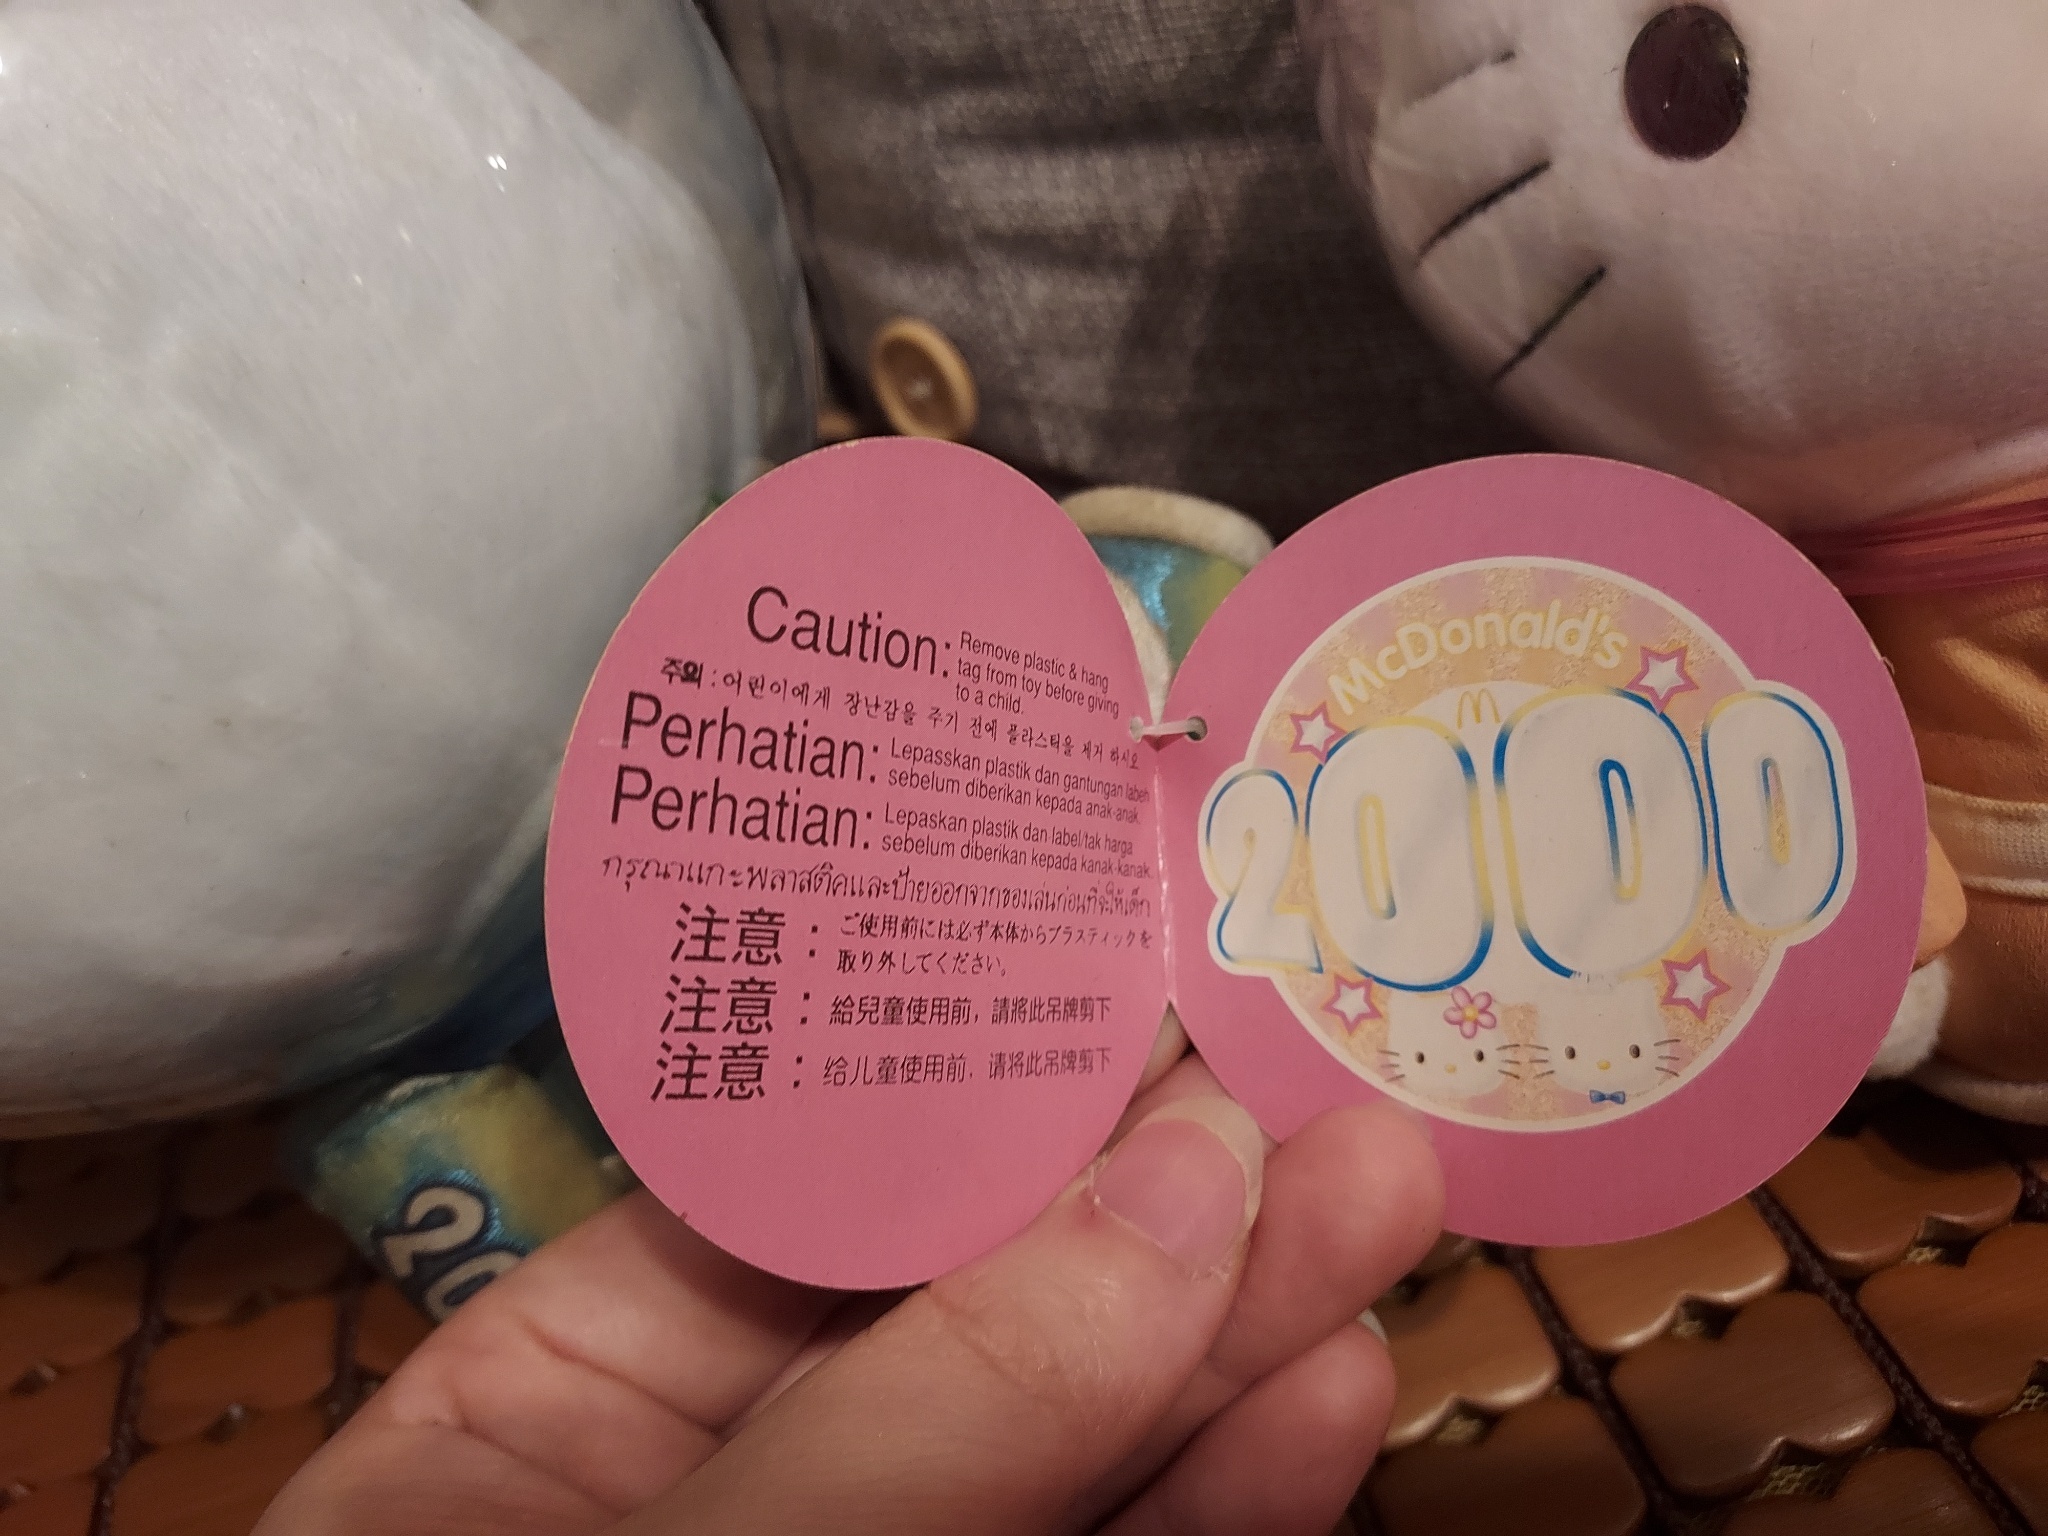 Caution: Remove plastic & hang
tag from toy before giving
to a child.
주의 : 어린이에게 장난감을 주기 전에 플라스틱을 제거 하시오
Perhatian: Lepasskan plastik dan gantungan labeh
sebelum diberikan kepada anak-anak.
Perhatian: Lepaskan plastik dan label/tak harga
sebelum diberikan kepada kanak-kanak.
กรุณาแกะพลาสติคและป้ายออกจากของเล่นก่อนที่จะให้เด็ก
注意：ご使用前には必ず本体からプラスティックを
取り外してください。
注意：給兒童使用前，請將此吊牌剪下
注意：给儿童使用前，请将此吊牌剪下
McDonald's
2000
20